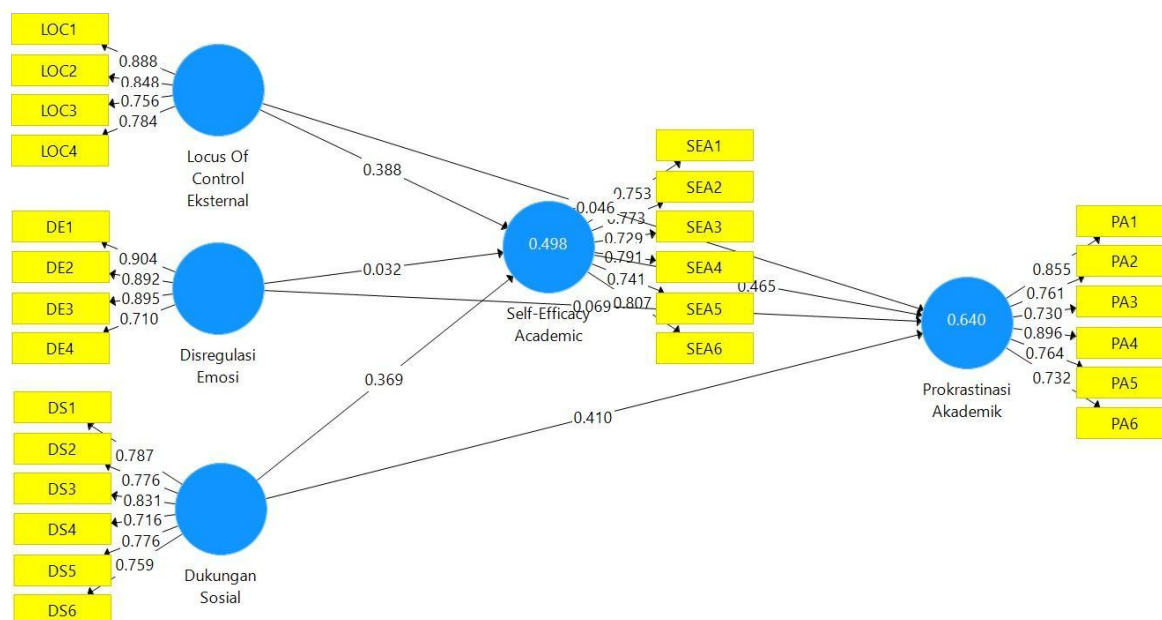 LOC1
LOC2
LOC3
LOC4
0.888
0.848
0.756
0.784
Locus Of
Control
Eksternal
0.388
DE1
DE2
DE3
DE4
0.904
0.892
0.895
0.710
Disregulasi
Emosi
0.032
0.069
DS1
DS2
DS3
DS4
DS5
DS6
0.787
0.776
0.831
0.716
0.776
0.759
Dukungan
Sosial
0.369
0.410
0.498
Self-Efficacy
Academic
0.046
0.753
0.773
0.729
0.791
0.741
0.807
SEA1
SEA2
SEA3
SEA4
SEA5
SEA6
0.465
0.640
Prokrastinasi
Akademik
0.855
0.761
0.730
0.896
0.764
0.732
PA1
PA2
PA3
PA4
PA5
PA6